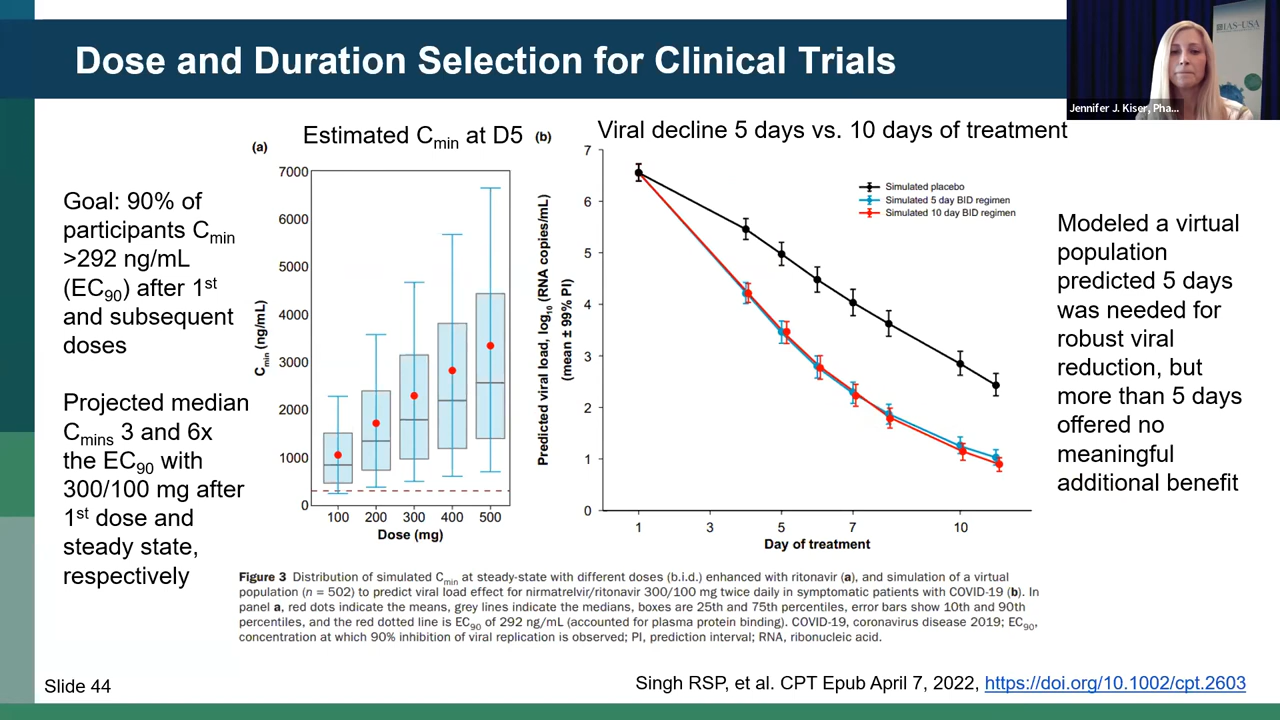 Dose and Duration Selection for Clinical Trials
IAS–USA
Jennifer J. Kiser, Pha...
Goal: 90% of
participants Cmin
>292 ng/mL
(EC90) after 1st
and subsequent
doses
Projected median
Cmins 3 and 6x
the EC90 with
300/100 mg after
1st dose and
steady state,
respectively
(a)
Estimated Cmin at D5
Cmin (ng/mL)
7000
6000
5000
4000
3000
2000
1000
0
100 200 300 400 500
Dose (mg)
(b)
Viral decline 5 days vs. 10 days of treatment
Predicted viral load, log10 (RNA copies/mL)
(mean ± 99% PI)
7
6
5
4
3
2
1
0
Simulated placebo
Simulated 5 day BID regimen
Simulated 10 day BID regimen
1 3 5 7 10
Day of treatment
Modeled a virtual
population
predicted 5 days
was needed for
robust viral
reduction, but
more than 5 days
offered no
meaningful
additional benefit
Figure 3 Distribution of simulated Cmin at steady-state with different doses (b.i.d.) enhanced with ritonavir (a), and simulation of a virtual
population (n = 502) to predict viral load effect for nirmatrelvir/ritonavir 300/100 mg twice daily in symptomatic patients with COVID-19 (b). In
panel a, red dots indicate the means, grey lines indicate the medians, boxes are 25th and 75th percentiles, error bars show 10th and 90th
percentiles, and the red dotted line is EC90 of 292 ng/mL (accounted for plasma protein binding). COVID-19, coronavirus disease 2019; EC90,
concentration at which 90% inhibition of viral replication is observed; PI, prediction interval; RNA, ribonucleic acid.
Slide 44
Singh RSP, et al. CPT Epub April 7, 2022, https://doi.org/10.1002/cpt.2603